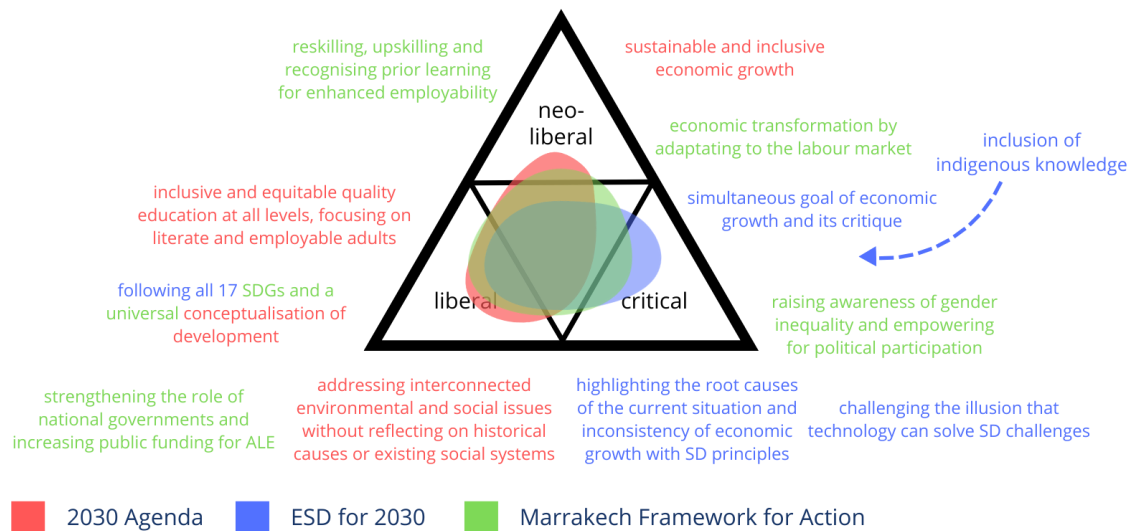 reskilling, upskilling and
recognising prior learning
for enhanced employability
sustainable and inclusive
economic growth
neo-
liberal
economic transformation by
adaptating to the labour market
inclusion of
indigenous knowledge
inclusive and equitable quality
education at all levels, focusing on
literate and employable adults
simultaneous goal of economic
growth and its critique
following all 17 SDGs and a
universal conceptualisation of
development
liberal
critical
raising awareness of gender
inequality and empowering
for political participation
strengthening the role of
national governments and
increasing public funding for ALE
addressing interconnected
environmental and social issues
without reflecting on historical
causes or existing social systems
highlighting the root causes
of the current situation and
inconsistency of economic
growth with SD principles
challenging the illusion that
technology can solve SD challenges
2030 Agenda
ESD for 2030
Marrakech Framework for Action